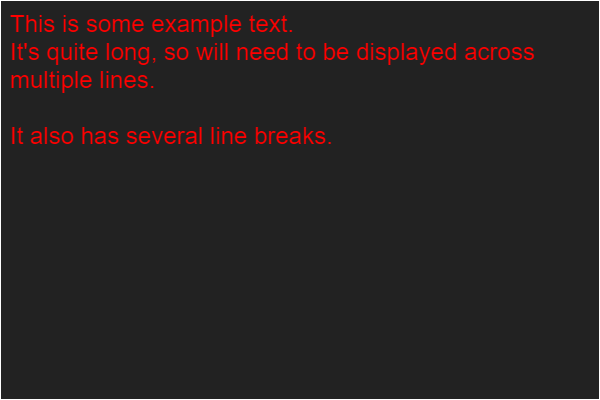 This is some example text.
It's quite long, so will need to be displayed across
multiple lines.

It also has several line breaks.